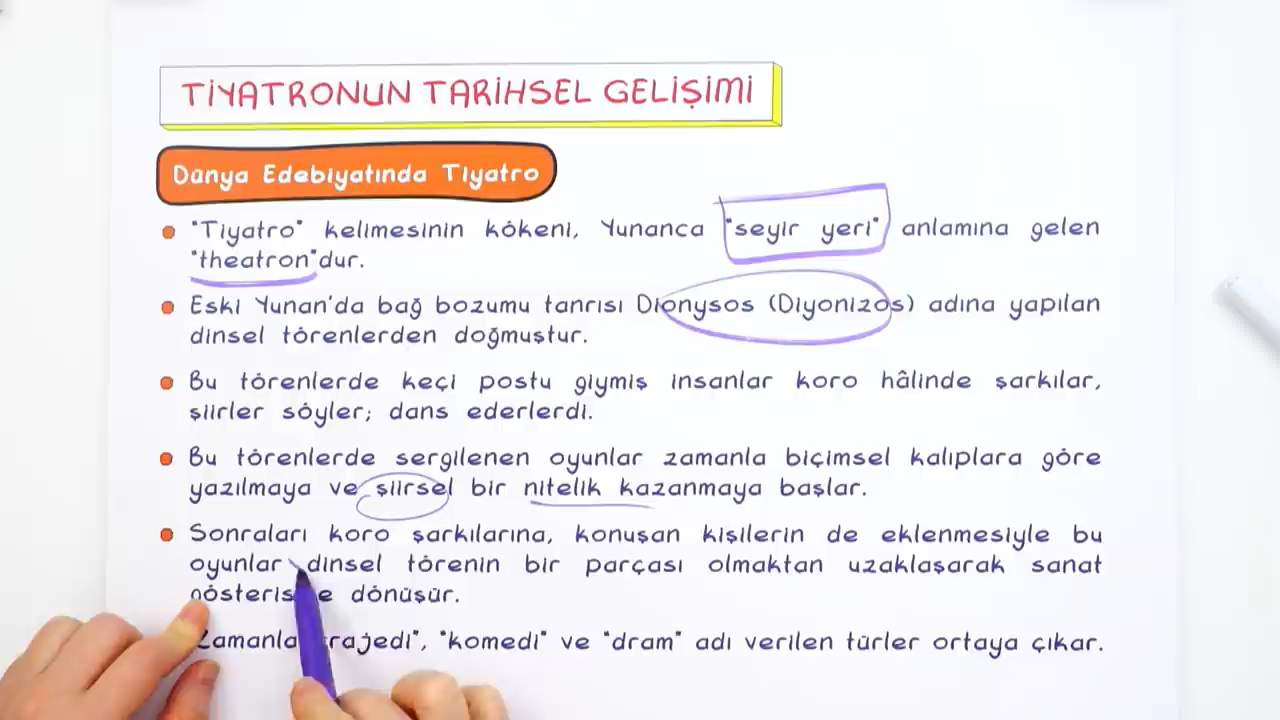 TİYATRONUN TARİHSEL GELİŞİMİ
Dünya Edebiyatında Tiyatro
"Tiyatro" kelimesinin kökeni, Yunanca "seyir yeri" anlamına gelen
"theatron"dur.
Eski Yunan'da bağ bozumu tanrısı Dionysos (Diyonizos) adına yapılan
dinsel törenlerden doğmuştur.
Bu törenlerde keçi postu giymiş insanlar koro hâlinde şarkılar,
şiirler söyler; dans ederlerdi.
Bu törenlerde sergilenen oyunlar zamanla biçimsel kalıplara göre
yazılmaya ve şiirsel bir nitelik kazanmaya başlar.
Sonraları koro şarkılarına, konuşan kişilerin de eklenmesiyle bu
oyunlar dinsel törenin bir parçası olmaktan uzaklaşarak sanat
dönüşür.
Zamanla "komedi" ve "dram" adı verilen türler ortaya çıkar.